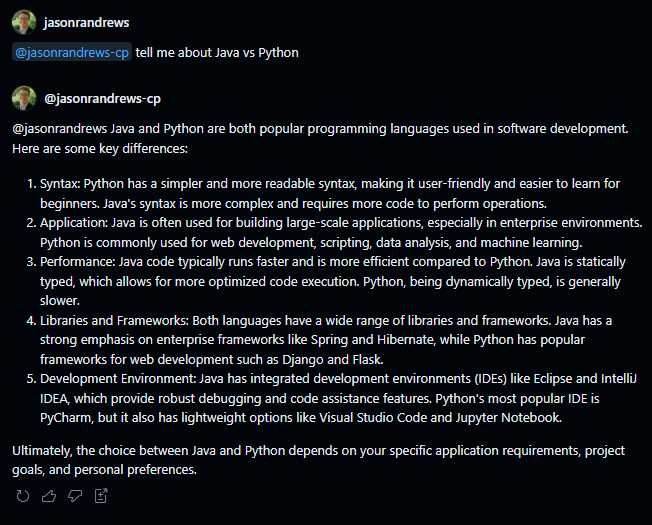 jasonrandrews
@jasonrandrews-cp tell me about Java vs Python
@jasonrandrews-cp
@jasonrandrews Java and Python are both popular programming languages used in software development.
Here are some key differences:
1. Syntax: Python has a simpler and more readable syntax, making it user-friendly and easier to learn for
beginners. Java's syntax is more complex and requires more code to perform operations.
2. Application: Java is often used for building large-scale applications, especially in enterprise environments.
Python is commonly used for web development, scripting, data analysis, and machine learning.
3. Performance: Java code typically runs faster and is more efficient compared to Python. Java is statically
typed, which allows for more optimized code execution. Python, being dynamically typed, is generally
slower.
4. Libraries and Frameworks: Both languages have a wide range of libraries and frameworks. Java has a
strong emphasis on enterprise frameworks like Spring and Hibernate, while Python has popular
frameworks for web development such as Django and Flask.
5. Development Environment: Java has integrated development environments (IDEs) like Eclipse and IntelliJ
IDEA, which provide robust debugging and code assistance features. Python's most popular IDE is
PyCharm, but it also has lightweight options like Visual Studio Code and Jupyter Notebook.
Ultimately, the choice between Java and Python depends on your specific application requirements, project
goals, and personal preferences.